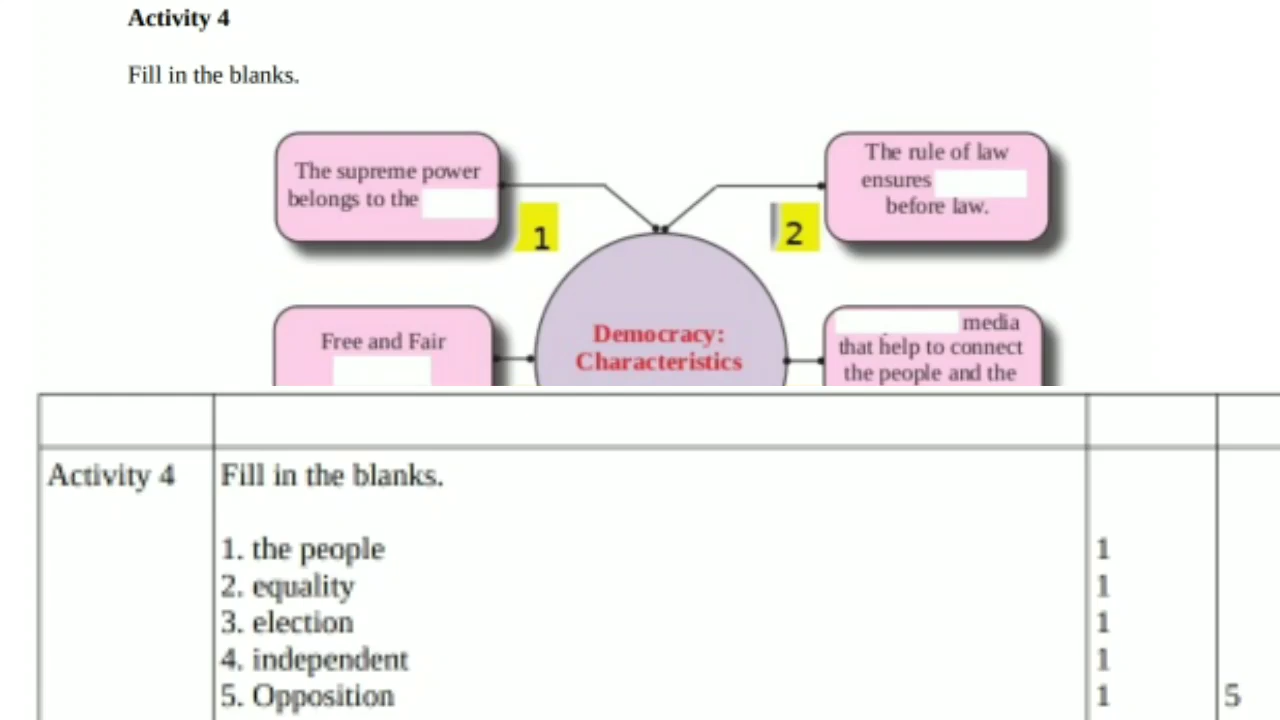 Activity 4
Fill in the blanks.
The supreme power
belongs to the
1
2
The rule of law
ensures
before law.
Free and Fair
Democracy:
Characteristics
media
that help to connect
the people and the
Activity 4
Fill in the blanks.
1. the people 1
2. equality 1
3. election 1
4. independent 1
5. Opposition 1 5